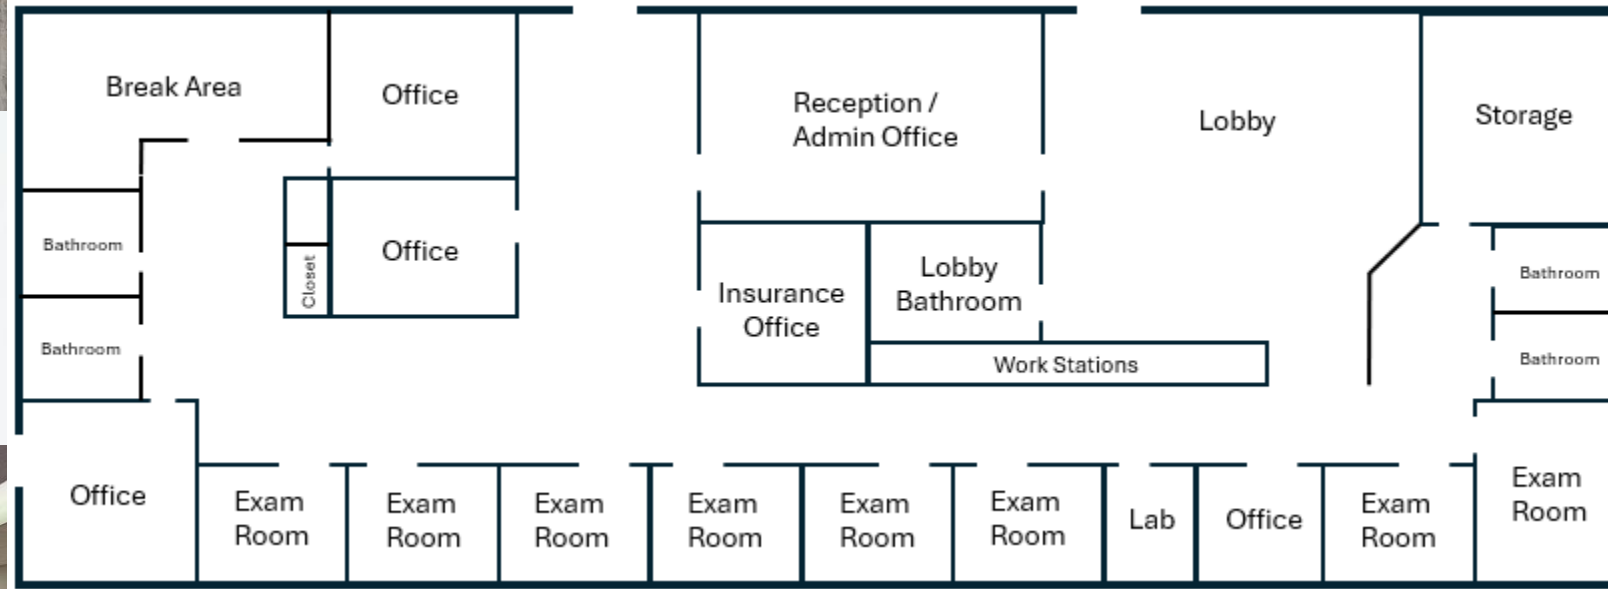 Break Area
Office
Reception /
Admin Office
Lobby
Storage
Bathroom
Closet
Office
Insurance
Office
Lobby
Bathroom
Bathroom
Bathroom
Bathroom
Work Stations
Office
Exam
Room
Exam
Room
Exam
Room
Exam
Room
Exam
Room
Exam
Room
Lab
Office
Exam
Room
Exam
Room